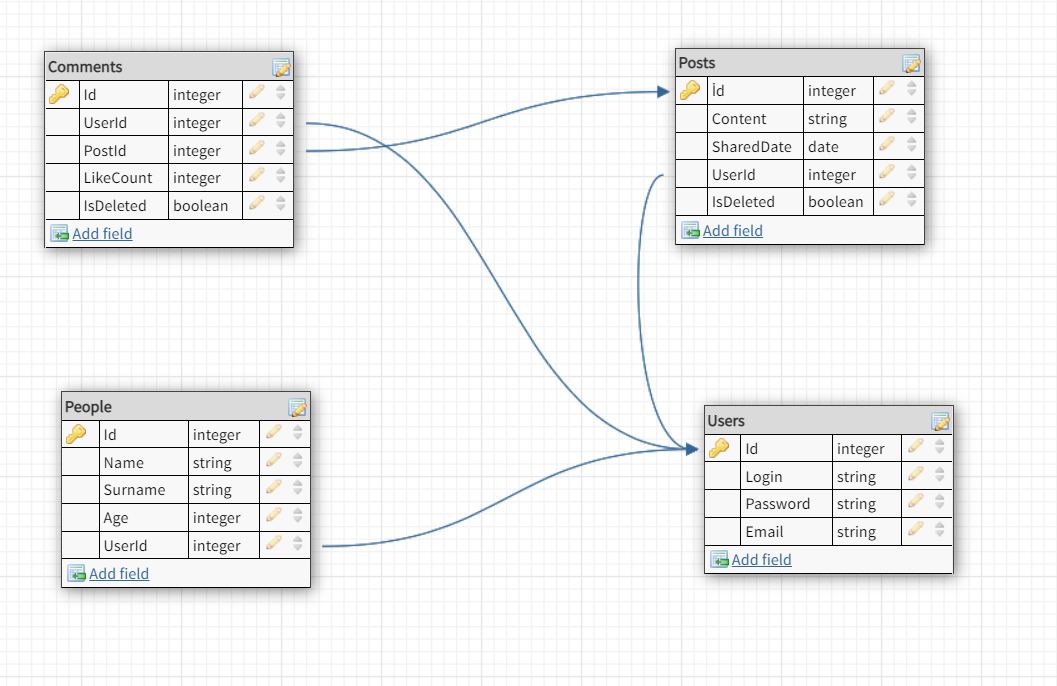 Comments
Id integer
UserId integer
PostId integer
LikeCount integer
IsDeleted boolean
Add field
Posts
İd integer
Content string
SharedDate date
UserId integer
IsDeleted boolean
Add field
People
Id integer
Name string
Surname string
Age integer
UserId integer
Add field
Users
Id integer
Login string
Password string
Email string
Add field